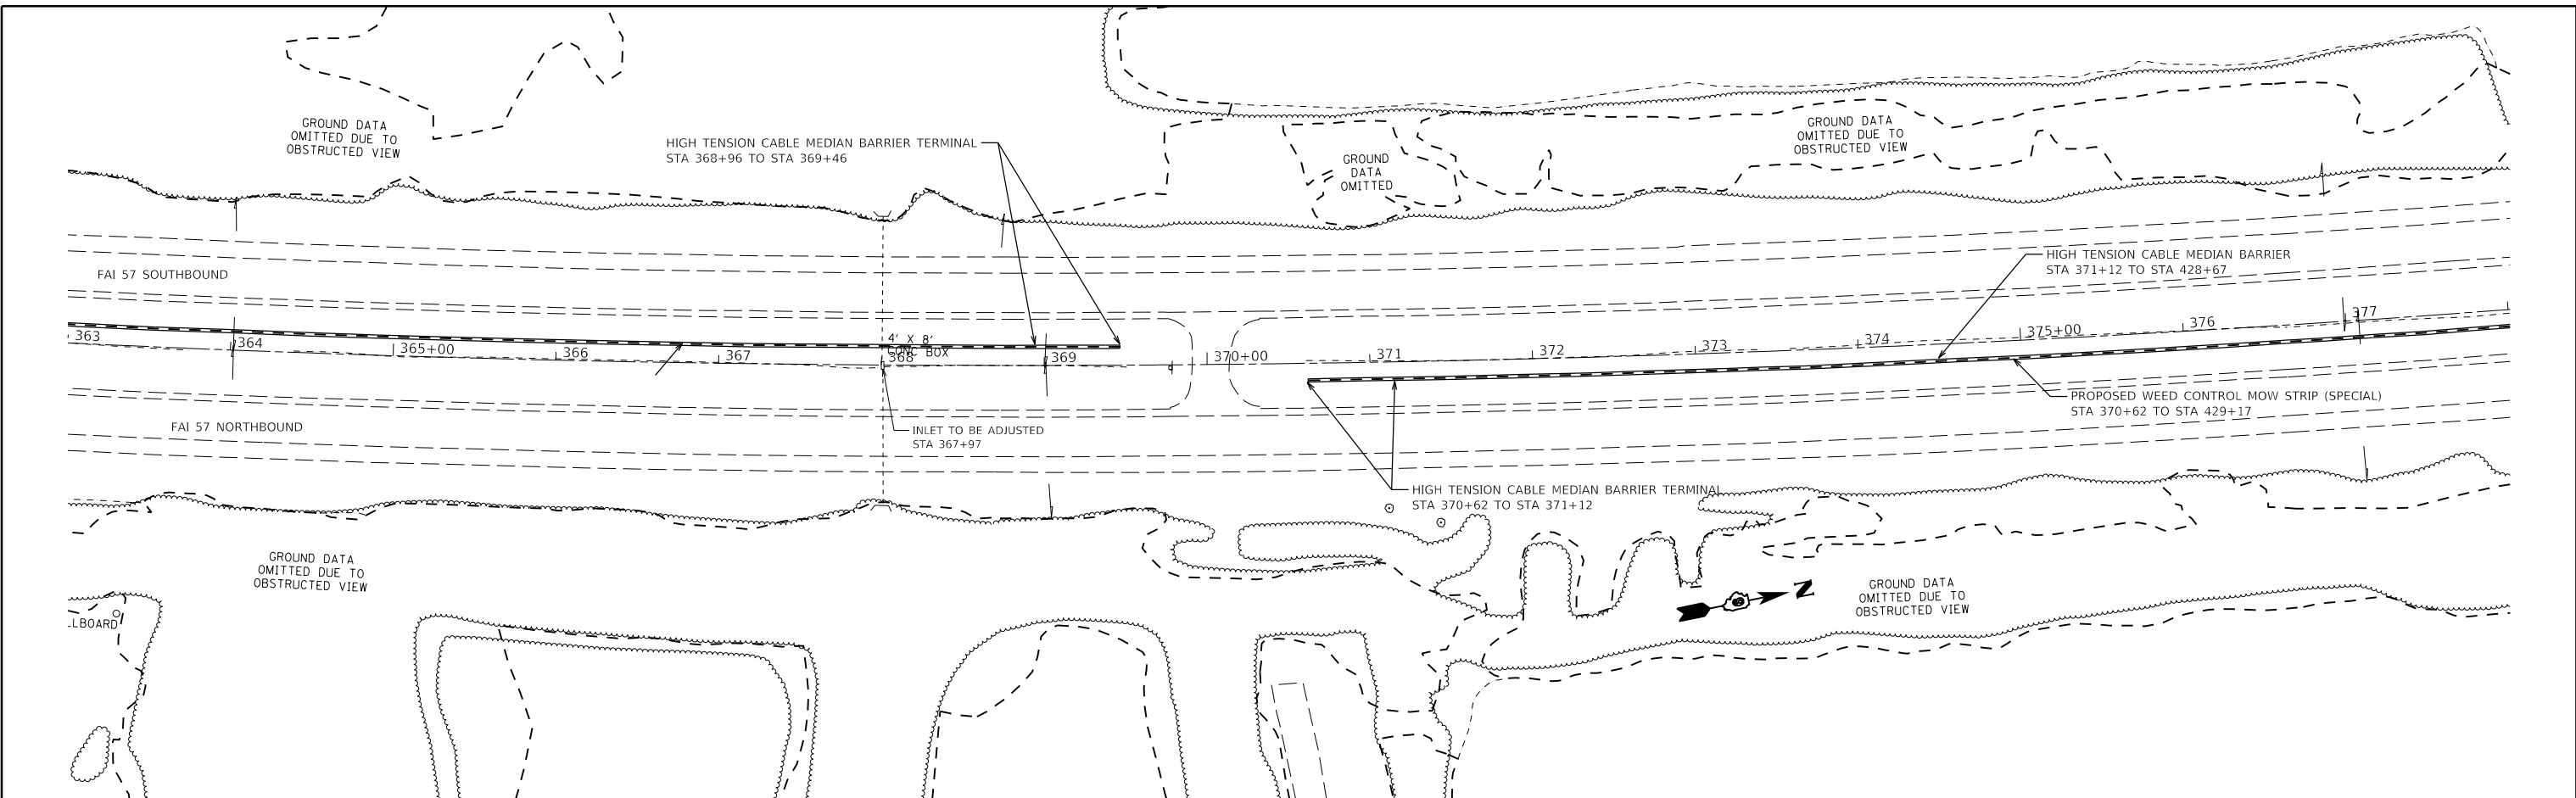 GROUND DATA
OMITTED DUE TO
OBSTRUCTED VIEW
HIGH TENSION CABLE MEDIAN BARRIER TERMINAL
STA 368+96 TO STA 369+46
GROUND
DATA
OMITTED
GROUND DATA
OMITTED DUE TO
OBSTRUCTED VIEW
FAI 57 SOUTHBOUND
HIGH TENSION CABLE MEDIAN BARRIER
STA 371+12 TO STA 428+67
363
364
365+00
366
367
4' X 8'
CONC BOX
368
369
370+00
371
372
373
374
375+00
376
377
PROPOSED WEED CONTROL MOW STRIP (SPECIAL)
STA 370+62 TO STA 429+17
FAI 57 NORTHBOUND
INLET TO BE ADJUSTED
STA 367+97
HIGH TENSION CABLE MEDIAN BARRIER TERMINAL
STA 370+62 TO STA 371+12
GROUND DATA
OMITTED DUE TO
OBSTRUCTED VIEW
GROUND DATA
OMITTED DUE TO
OBSTRUCTED VIEW
N
LBOARD